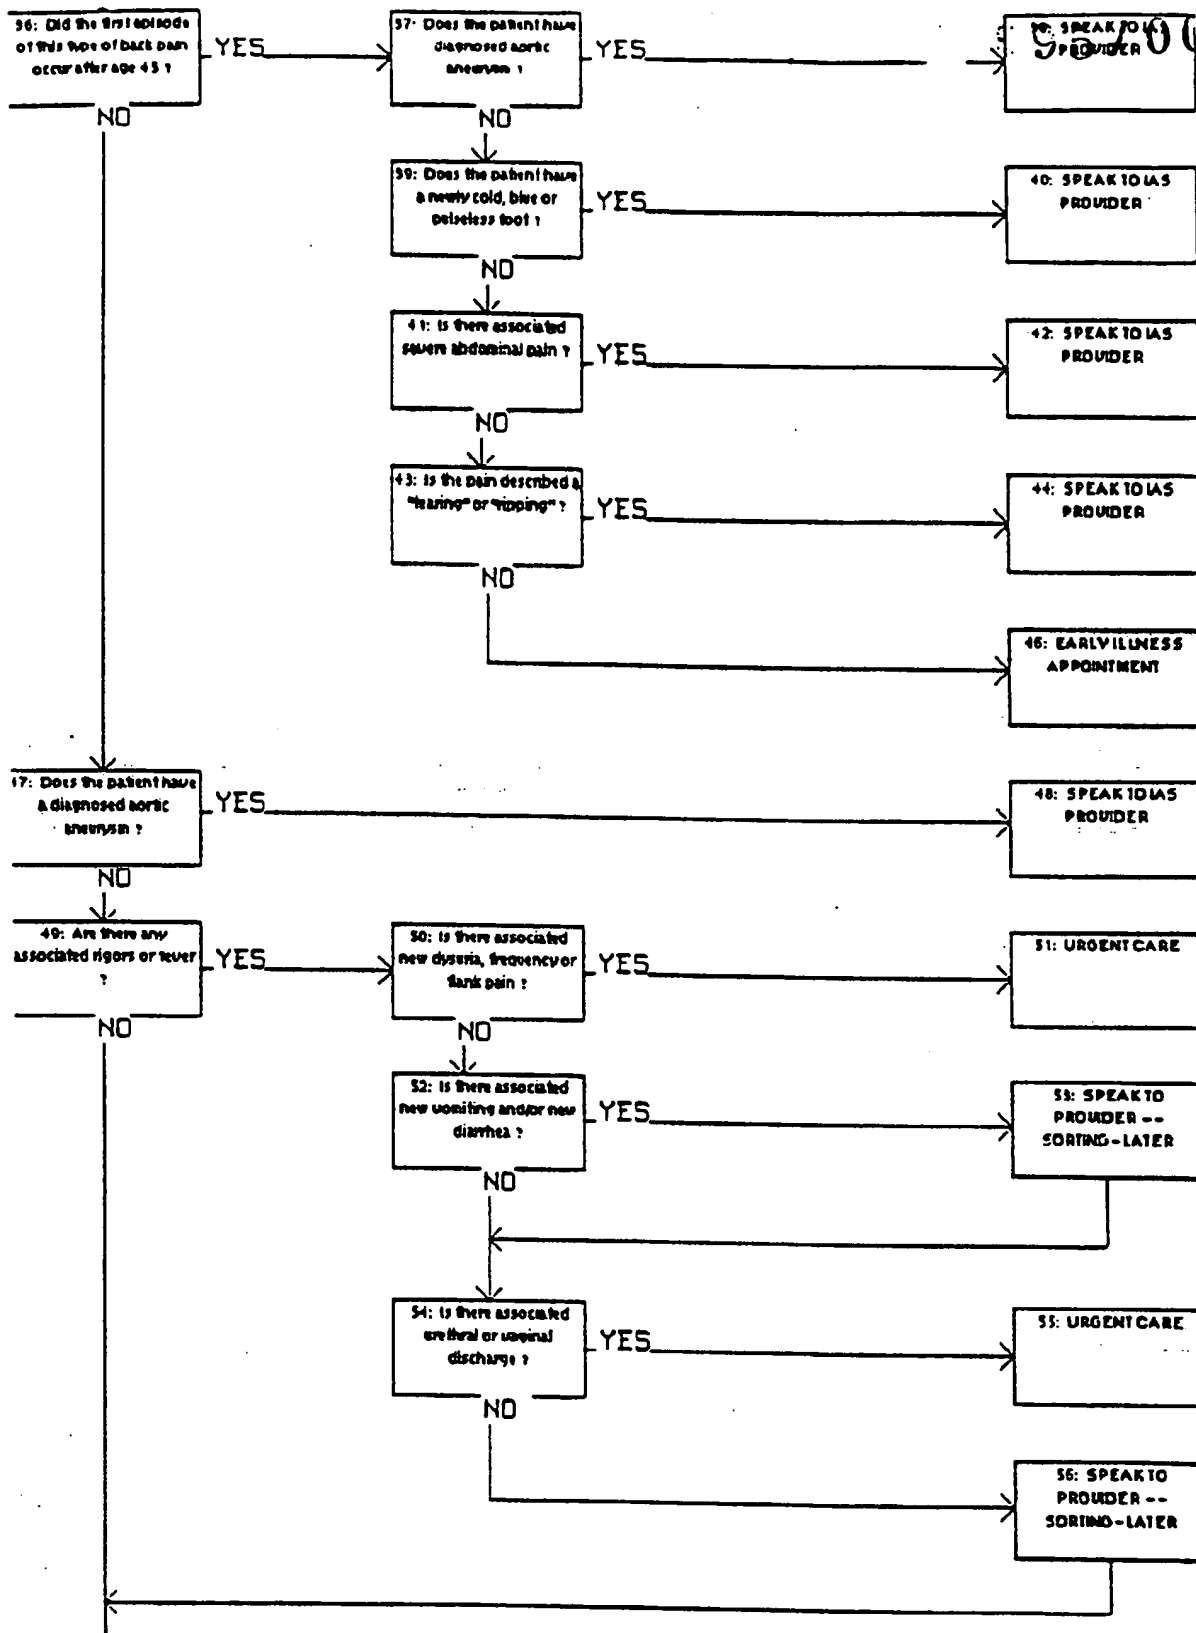 36: Did the first episode
of this type of back pain
occur after age 45 ?
YES
NO
37: Does the patient have
diagnosed aortic
aneurysm ?
YES
NO
SPEAK TO IAS
PROVIDER
39: Does the patient have
a newly cold, blue or
pulseless foot ?
YES
NO
40: SPEAK TO IAS
PROVIDER
41: Is there associated
severe abdominal pain ?
YES
NO
42: SPEAK TO IAS
PROVIDER
43: Is the pain described a
"tearing" or "ripping" ?
YES
NO
44: SPEAK TO IAS
PROVIDER
46: EARLY ILLNESS
APPOINTMENT
47: Does the patient have
a diagnosed aortic
aneurysm ?
YES
NO
48: SPEAK TO IAS
PROVIDER
49: Are there any
associated rigors or fever
?
YES
NO
50: Is there associated
new dysuria, frequency or
flank pain ?
YES
NO
51: URGENT CARE
52: Is there associated
new vomiting and/or new
diarrhea ?
YES
NO
53: SPEAK TO
PROVIDER --
SORTING-LATER
54: Is there associated
urethral or vaginal
discharge ?
YES
NO
55: URGENT CARE
56: SPEAK TO
PROVIDER --
SORTING-LATER